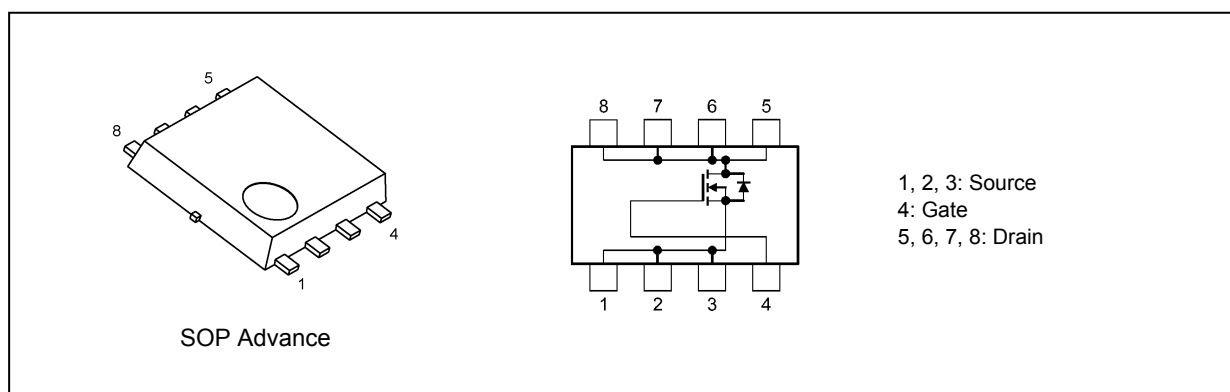 5
8
4
1
SOP Advance
8 7 6 5
1 2 3 4
1, 2, 3: Source
4: Gate
5, 6, 7, 8: Drain